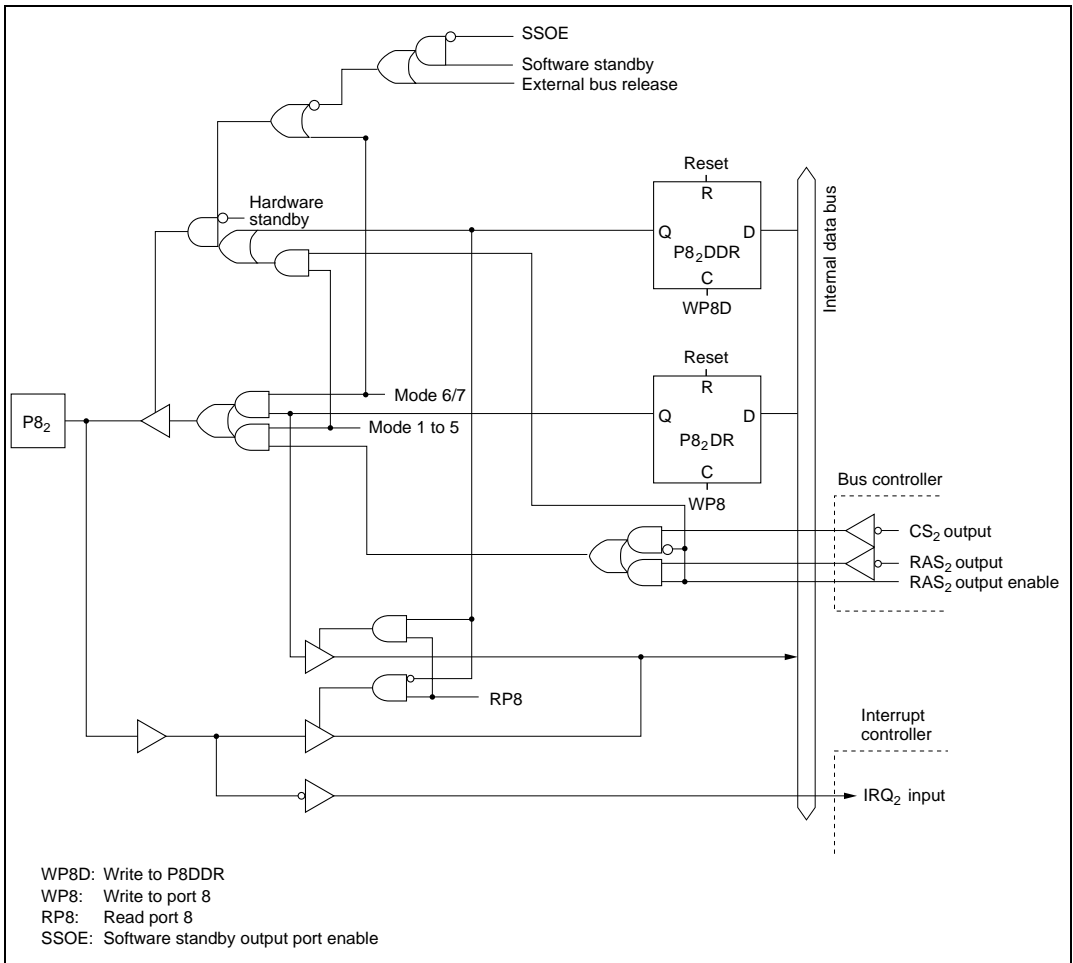 SSOE
Software standby
External bus release
Hardware
standby
Reset
R
Q
D
P8₂DDR
C
WP8D
Internal data bus
Reset
R
Q
D
P8₂DR
C
WP8
Mode 6/7
Mode 1 to 5
P8₂
Bus controller
CS₂ output
RAS₂ output
RAS₂ output enable
RP8
Interrupt
controller
IRQ₂ input
WP8D: Write to P8DDR
WP8: Write to port 8
RP8: Read port 8
SSOE: Software standby output port enable